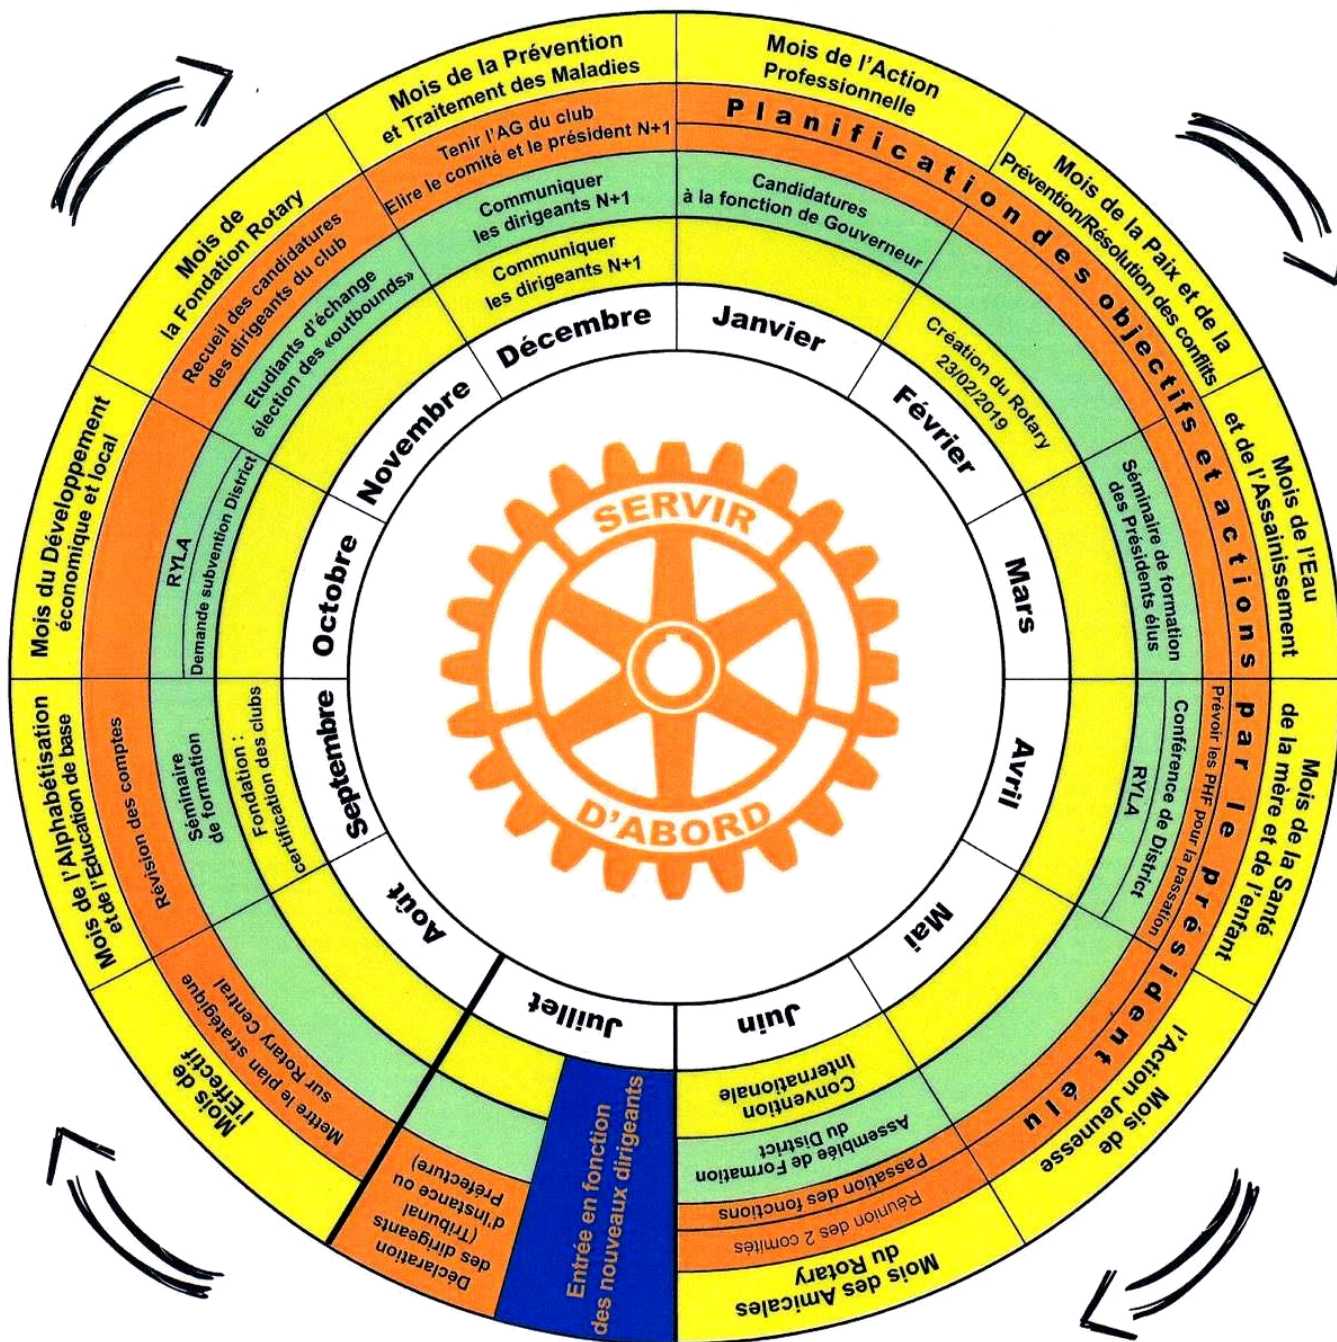 Mois de l'Action
Professionnelle
Planification des objectifs et actions par le président élu
Candidatures
à la fonction de Gouverneur
Janvier
Mois de la Paix et de la
Prévention/Résolution des conflits
Création du Rotary
23/02/2019
Février
Mois de l'Eau
et de l'Assainissement
Séminaire de formation
des Présidents élus
Mars
Mois de la Santé
de la mère et de l'enfant
Prévoir les PHF pour la passation
Conférence de District
RYLA
Avril
Mois de
l'Action Jeunesse
Mai
Mois des Amicales
du Rotary
Réunion des 2 comités
Passation des fonctions
Assemblée de Formation
du District
Convention
Internationale
Juin
Entrée en fonction
des nouveaux dirigeants
Déclaration
des dirigeants
(Tribunal
d'Instance ou
Préfecture)
Juillet
Mois de
l'Effectif
Mettre le plan stratégique
sur Rotary Central
Août
Mois de l'Alphabétisation
et de l'Education de base
Révision des comptes
Séminaire
de formation
Fondation :
certification des clubs
Septembre
Mois du Développement
économique et local
RYLA
Demande subvention District
Octobre
Mois de
la Fondation Rotary
Recueil des candidatures
des dirigeants du club
Etudiants d'échange
élection des «outbounds»
Novembre
Mois de la Prévention
et Traitement des Maladies
Tenir l'AG du club
Elire le comité et le président N+1
Communiquer
les dirigeants N+1
Communiquer
les dirigeants N+1
Décembre
SERVIR
D'ABORD